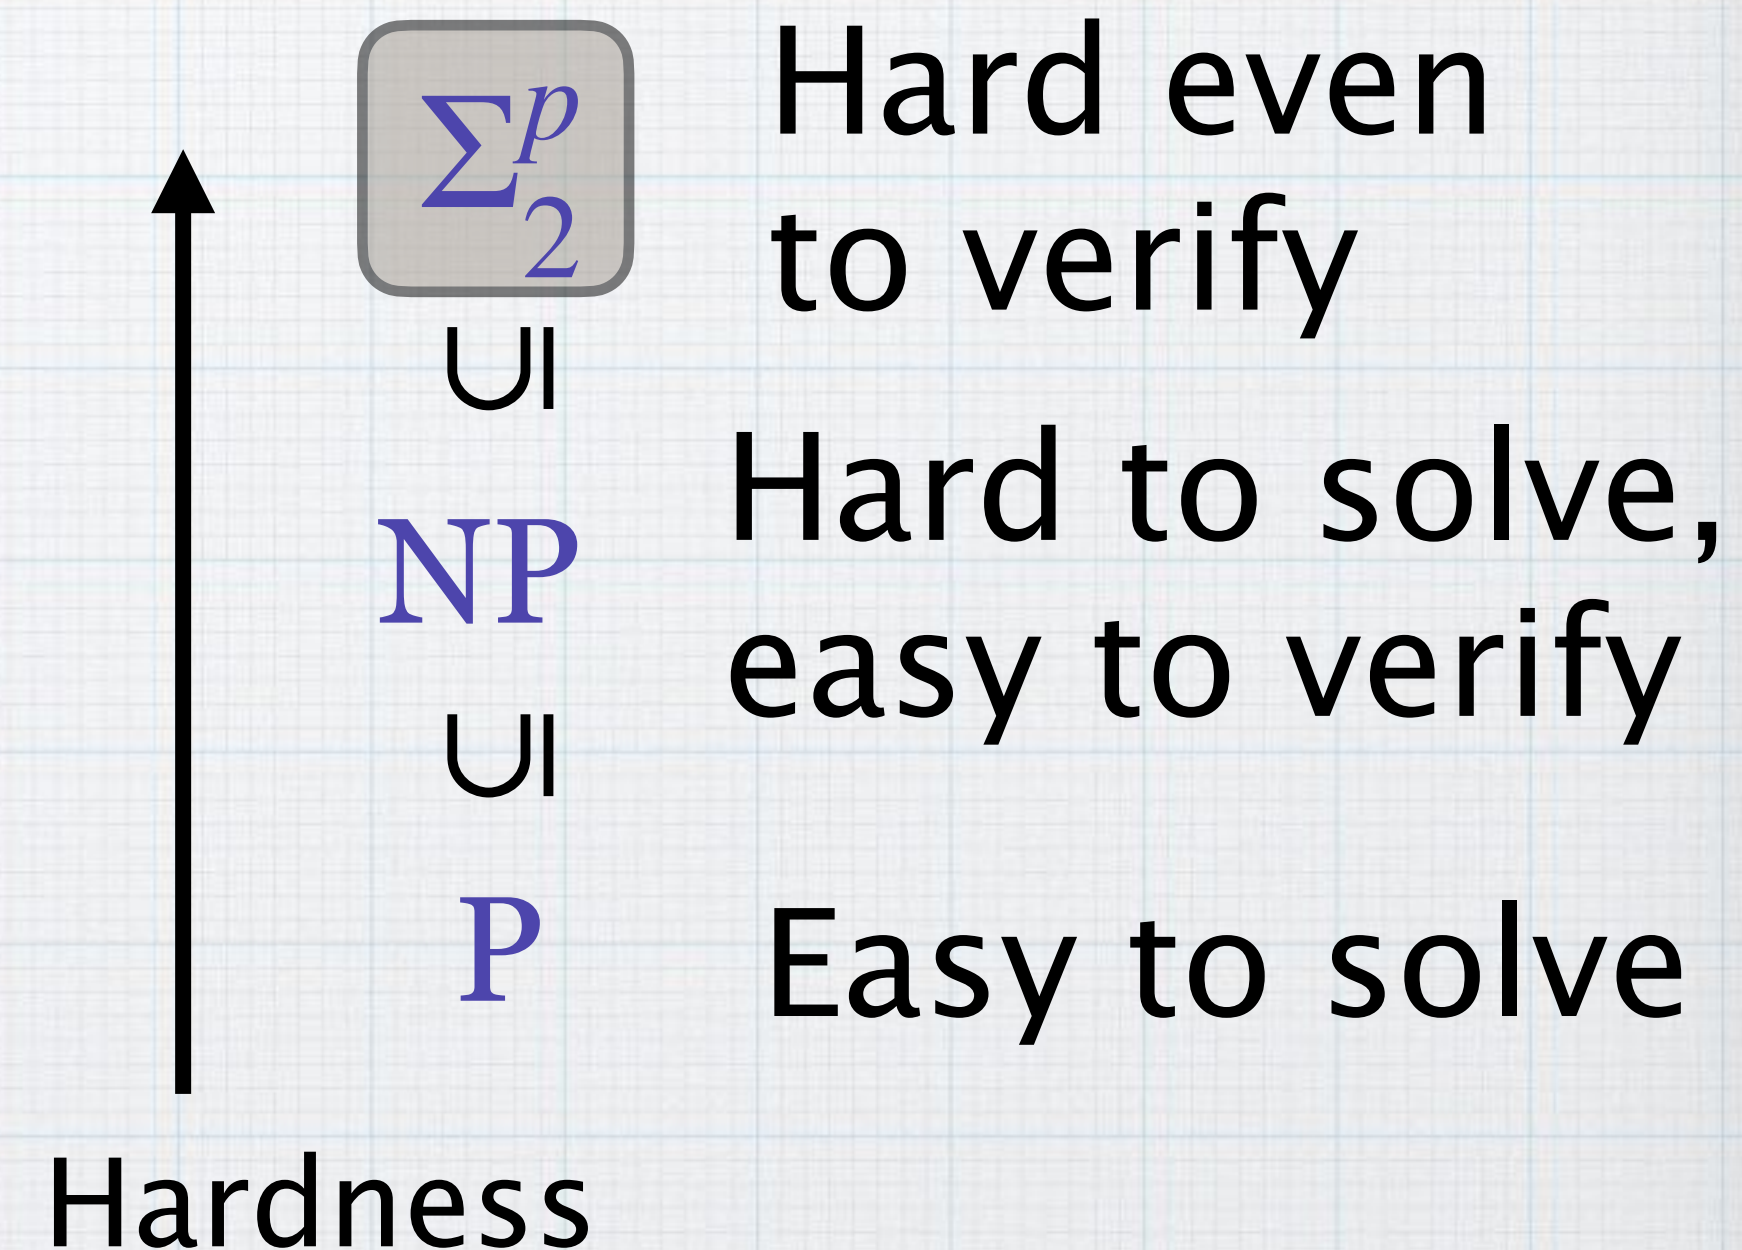 Σ₂ᵖ Hard even
to verify
⊆
NP Hard to solve,
easy to verify
⊆
P Easy to solve
Hardness